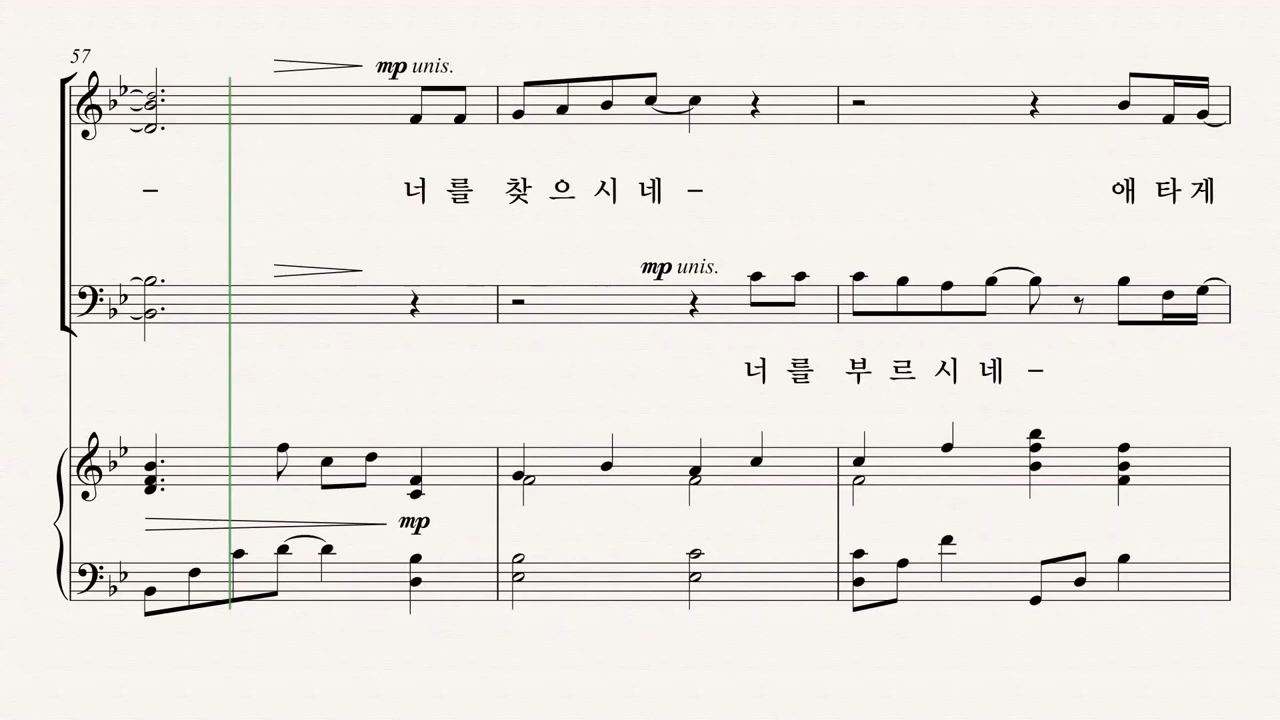 57
mp unis.
– 너 를 찾 으 시 네 – 애 타 게
mp unis.
너 를 부 르 시 네 –
mp